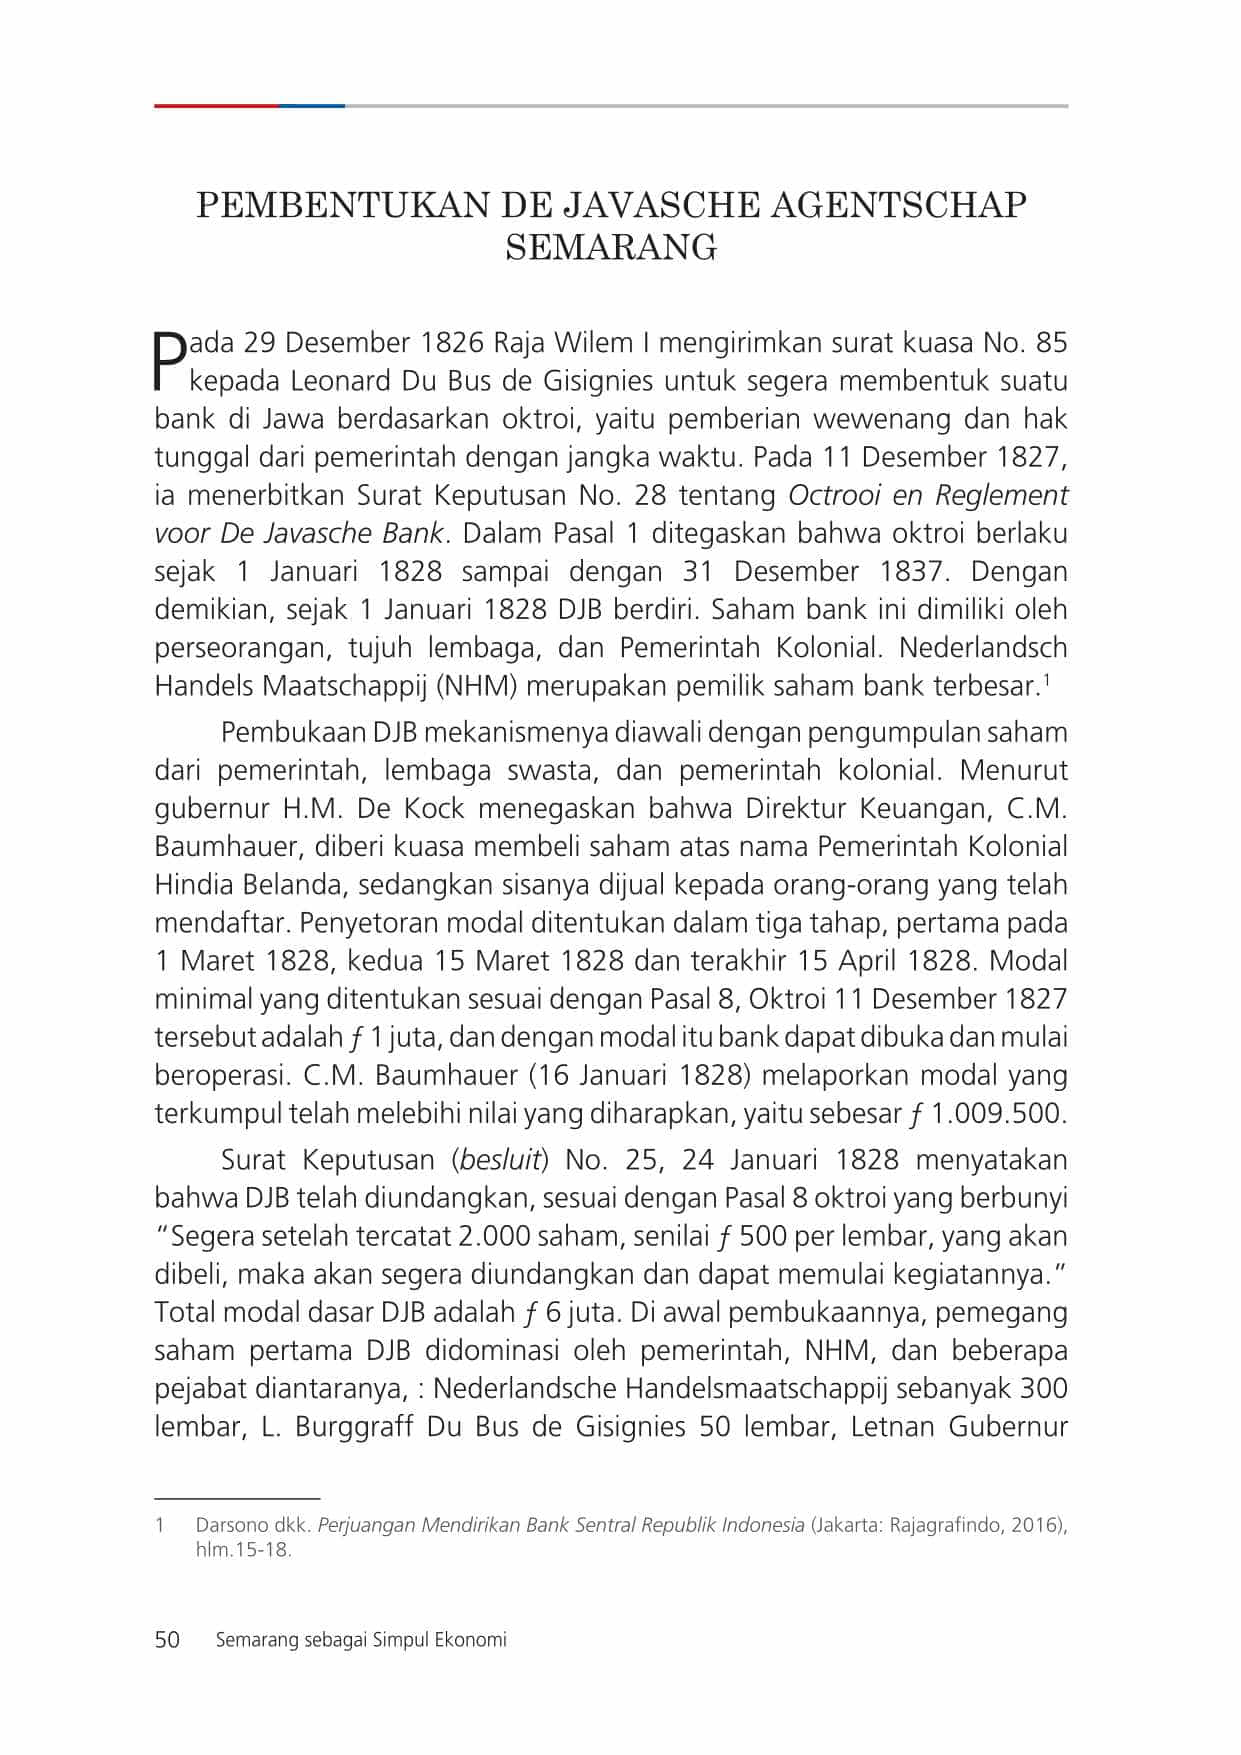 PEMBENTUKAN DE JAVASCHE AGENTSCHAP
SEMARANG
Pada 29 Desember 1826 Raja Wilem I mengirimkan surat kuasa No. 85
kepada Leonard Du Bus de Gisignies untuk segera membentuk suatu
bank di Jawa berdasarkan oktroi, yaitu pemberian wewenang dan hak
tunggal dari pemerintah dengan jangka waktu. Pada 11 Desember 1827,
ia menerbitkan Surat Keputusan No. 28 tentang Octrooi en Reglement
voor De Javasche Bank. Dalam Pasal 1 ditegaskan bahwa oktroi berlaku
sejak 1 Januari 1828 sampai dengan 31 Desember 1837. Dengan
demikian, sejak 1 Januari 1828 DJB berdiri. Saham bank ini dimiliki oleh
perseorangan, tujuh lembaga, dan Pemerintah Kolonial. Nederlandsch
Handels Maatschappij (NHM) merupakan pemilik saham bank terbesar.1
Pembukaan DJB mekanismenya diawali dengan pengumpulan saham
dari pemerintah, lembaga swasta, dan pemerintah kolonial. Menurut
gubernur H.M. De Kock menegaskan bahwa Direktur Keuangan, C.M.
Baumhauer, diberi kuasa membeli saham atas nama Pemerintah Kolonial
Hindia Belanda, sedangkan sisanya dijual kepada orang-orang yang telah
mendaftar. Penyetoran modal ditentukan dalam tiga tahap, pertama pada
1 Maret 1828, kedua 15 Maret 1828 dan terakhir 15 April 1828. Modal
minimal yang ditentukan sesuai dengan Pasal 8, Oktroi 11 Desember 1827
tersebut adalah ƒ 1 juta, dan dengan modal itu bank dapat dibuka dan mulai
beroperasi. C.M. Baumhauer (16 Januari 1828) melaporkan modal yang
terkumpul telah melebihi nilai yang diharapkan, yaitu sebesar ƒ 1.009.500.
Surat Keputusan (besluit) No. 25, 24 Januari 1828 menyatakan
bahwa DJB telah diundangkan, sesuai dengan Pasal 8 oktroi yang berbunyi
“Segera setelah tercatat 2.000 saham, senilai ƒ 500 per lembar, yang akan
dibeli, maka akan segera diundangkan dan dapat memulai kegiatannya.”
Total modal dasar DJB adalah ƒ 6 juta. Di awal pembukaannya, pemegang
saham pertama DJB didominasi oleh pemerintah, NHM, dan beberapa
pejabat diantaranya, : Nederlandsche Handelsmaatschappij sebanyak 300
lembar, L. Burggraff Du Bus de Gisignies 50 lembar, Letnan Gubernur
1 Darsono dkk. Perjuangan Mendirikan Bank Sentral Republik Indonesia (Jakarta: Rajagrafindo, 2016),
hlm.15-18.
50 Semarang sebagai Simpul Ekonomi